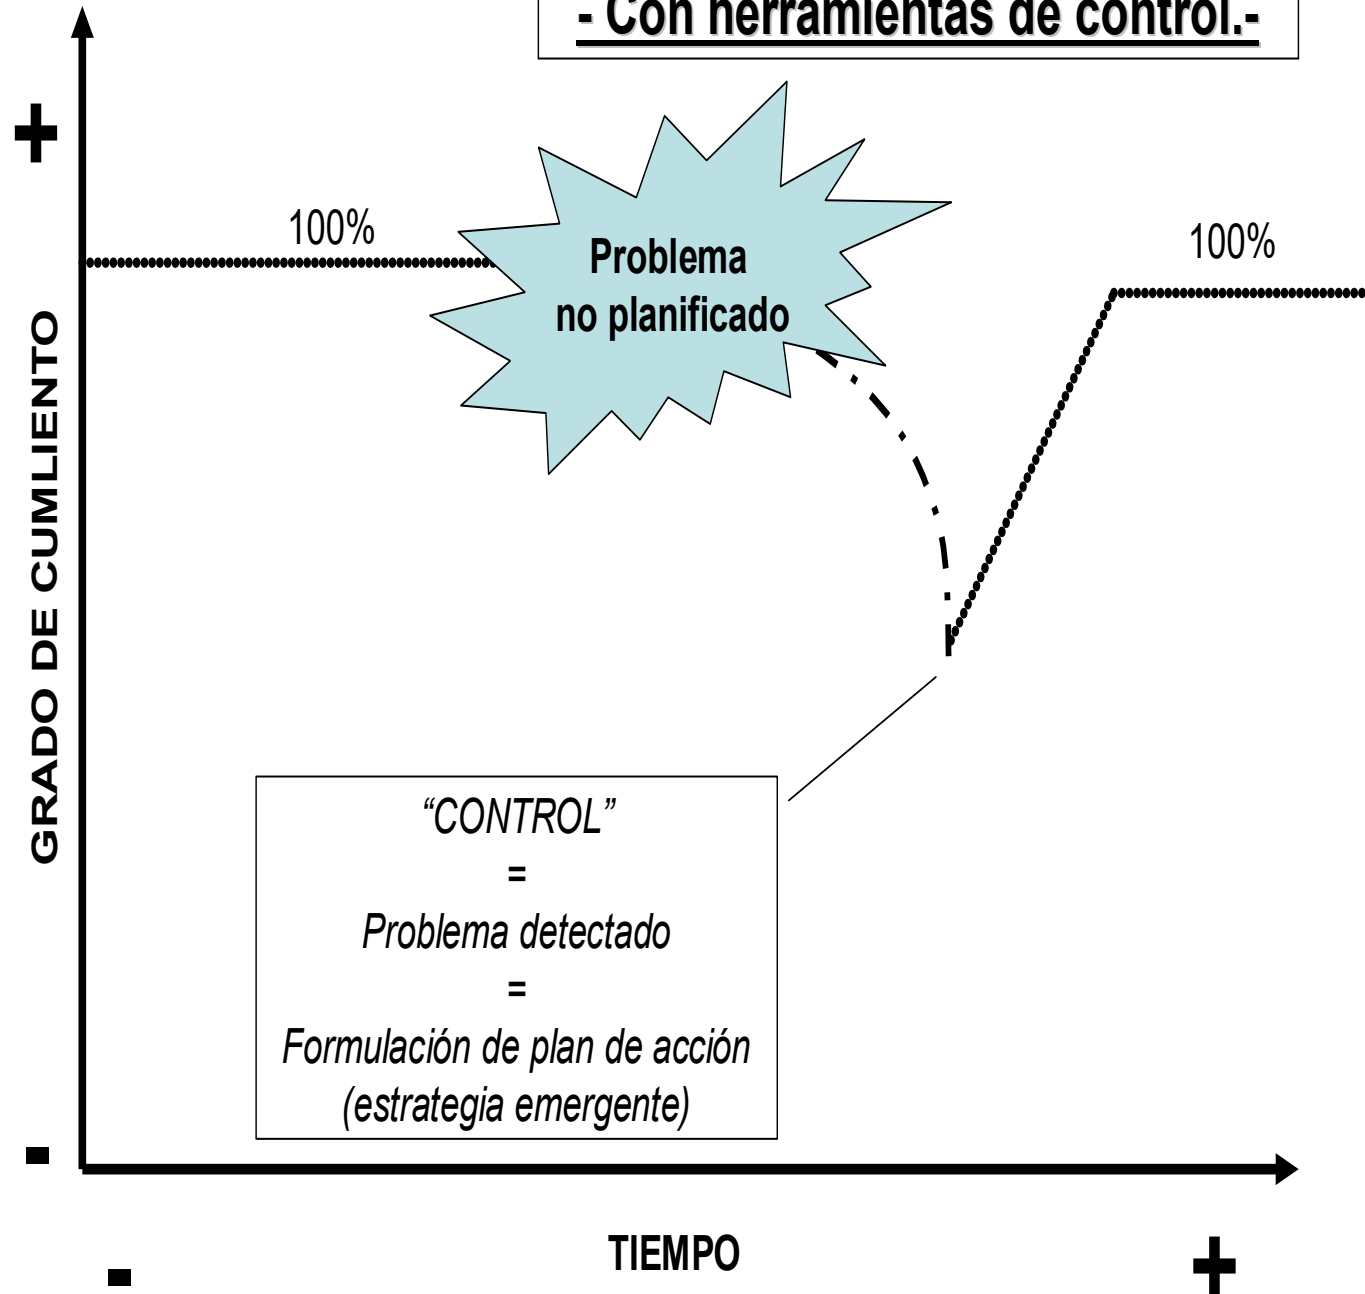 - Con herramientas de control.-
+
100%
100%
Problema
no planificado
GRADO DE CUMLIENTO
“CONTROL”
=
Problema detectado
=
Formulación de plan de acción
(estrategia emergente)
-
TIEMPO
-
+